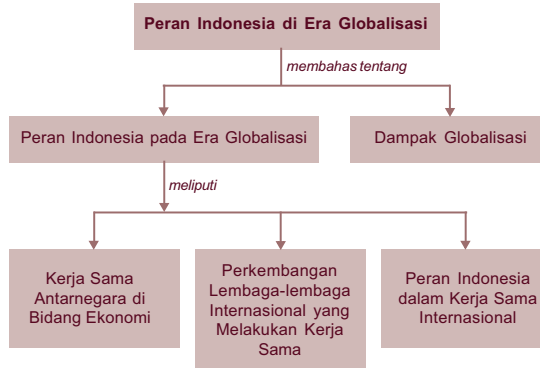 Peran Indonesia di Era Globalisasi
membahas tentang
Peran Indonesia pada Era Globalisasi
Dampak Globalisasi
meliputi
Kerja Sama
Antarnegara di
Bidang Ekonomi
Perkembangan
Lembaga-lembaga
Internasional yang
Melakukan Kerja
Sama
Peran Indonesia
dalam Kerja Sama
Internasional